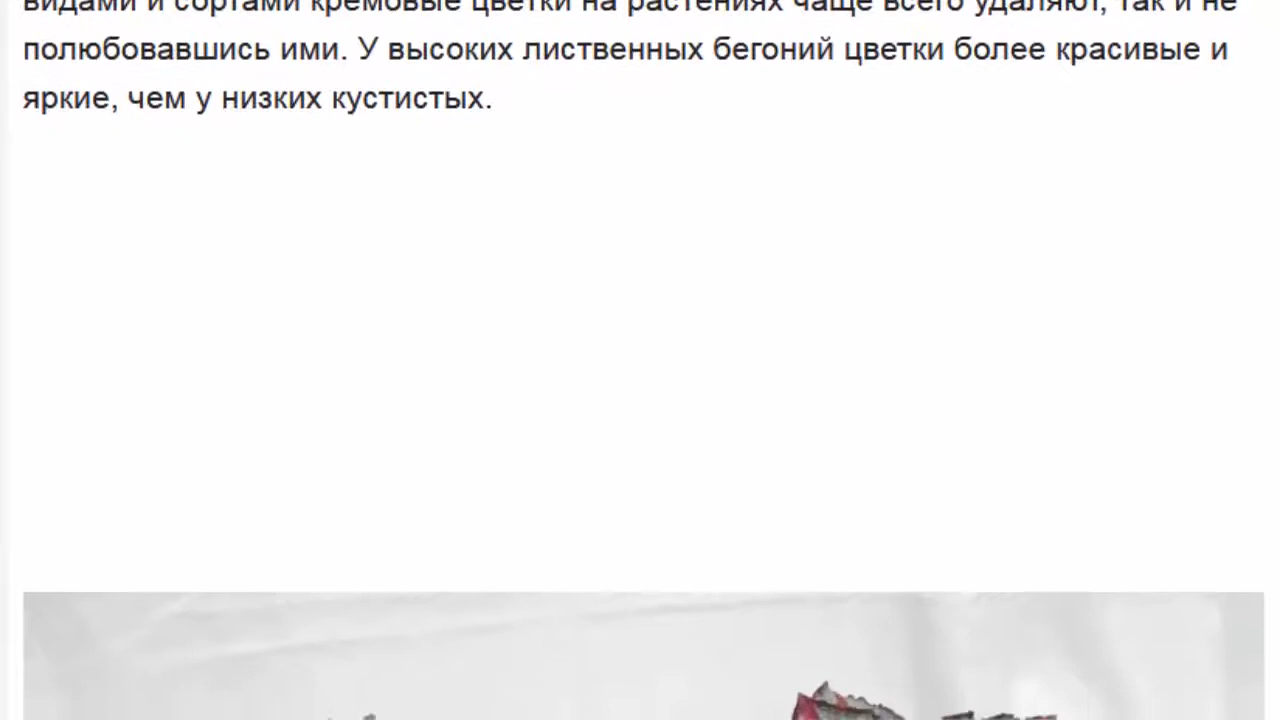 видами и сортами кремовые цветки на растениях чаще всего удаляют, так и не
полюбовавшись ими. У высоких лиственных бегоний цветки более красивые и
яркие, чем у низких кустистых.